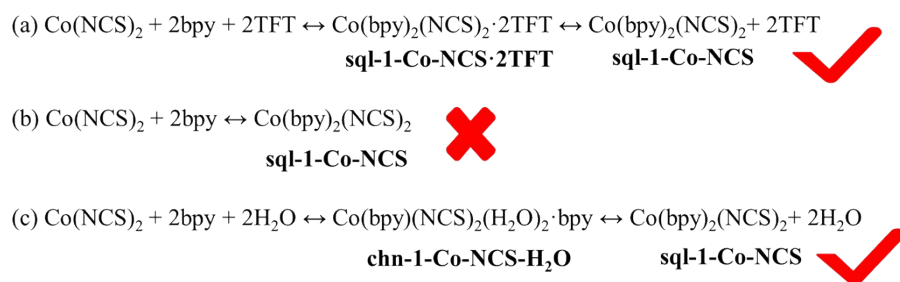 (a) Co(NCS)₂ + 2bpy + 2TFT ↔ Co(bpy)₂(NCS)₂·2TFT ↔ Co(bpy)₂(NCS)₂+ 2TFT
sql-1-Co-NCS·2TFT sql-1-Co-NCS
(b) Co(NCS)₂ + 2bpy ↔ Co(bpy)₂(NCS)₂
sql-1-Co-NCS
(c) Co(NCS)₂ + 2bpy + 2H₂O ↔ Co(bpy)(NCS)₂(H₂O)₂·bpy ↔ Co(bpy)₂(NCS)₂+ 2H₂O
chn-1-Co-NCS-H₂O sql-1-Co-NCS